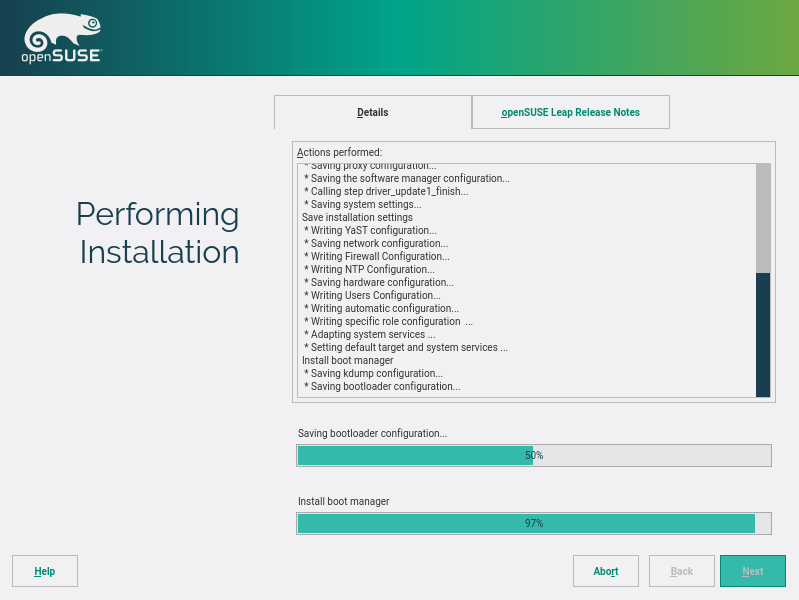 openSUSE
Details
openSUSE Leap Release Notes
Performing
Installation
Actions performed:
* Saving proxy configuration...
* Saving the software manager configuration...
* Calling step driver_update1_finish...
* Saving system settings...
Save installation settings
* Writing YaST configuration...
* Saving network configuration...
* Writing Firewall Configuration...
* Writing NTP Configuration...
* Saving hardware configuration...
* Writing Users Configuration...
* Writing automatic configuration...
* Writing specific role configuration  ...
* Adapting system services ...
* Setting default target and system services ...
Install boot manager
* Saving kdump configuration...
* Saving bootloader configuration...
Saving bootloader configuration...
50%
Install boot manager
97%
Help
Abort
Back
Next